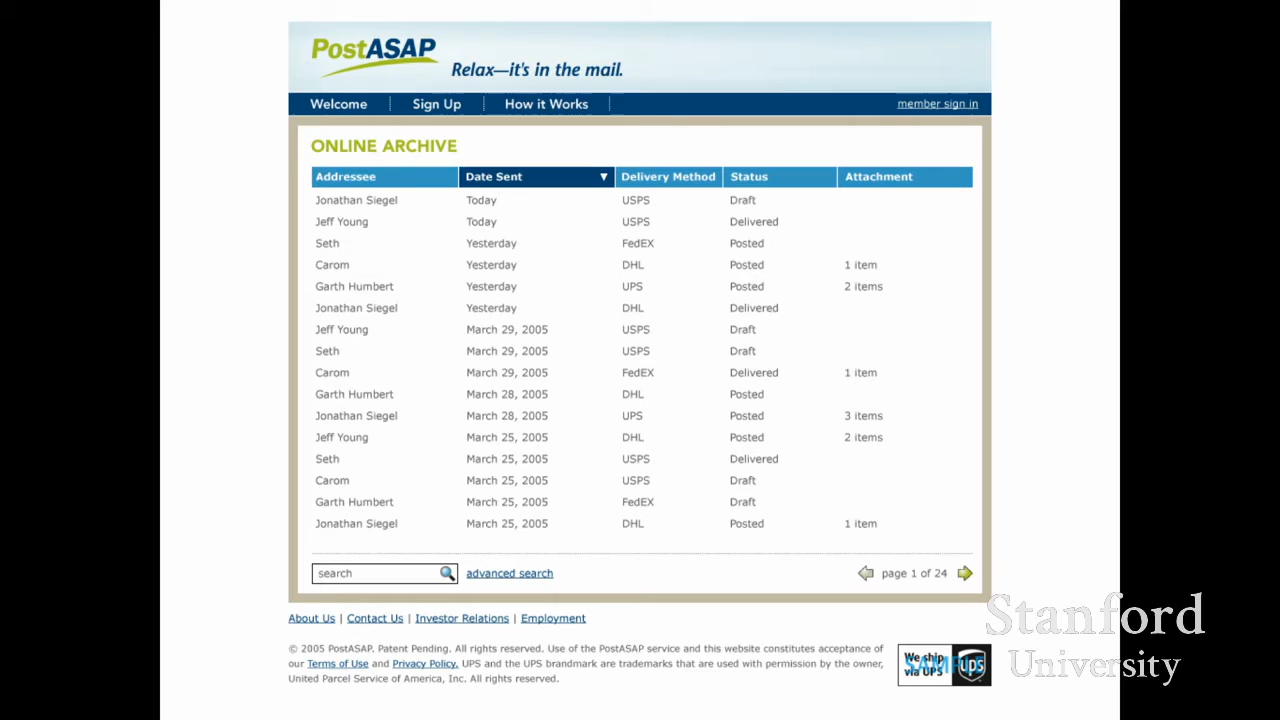 PostASAP
Relax—it's in the mail.
Welcome Sign Up How it Works member sign in
ONLINE ARCHIVE
Addressee Date Sent ▼ Delivery Method Status Attachment
Jonathan Siegel Today USPS Draft
Jeff Young Today USPS Delivered
Seth Yesterday FedEX Posted
Carom Yesterday DHL Posted 1 item
Garth Humbert Yesterday UPS Posted 2 items
Jonathan Siegel Yesterday DHL Delivered
Jeff Young March 29, 2005 USPS Draft
Seth March 29, 2005 USPS Draft
Carom March 29, 2005 FedEX Delivered 1 item
Garth Humbert March 28, 2005 DHL Posted
Jonathan Siegel March 28, 2005 UPS Posted 3 items
Jeff Young March 25, 2005 DHL Posted 2 items
Seth March 25, 2005 USPS Delivered
Carom March 25, 2005 USPS Draft
Garth Humbert March 25, 2005 FedEX Draft
Jonathan Siegel March 25, 2005 DHL Posted 1 item
search advanced search page 1 of 24
About Us | Contact Us | Investor Relations | Employment
© 2005 PostASAP. Patent Pending. All rights reserved. Use of the PostASAP service and this website constitutes acceptance of
our Terms of Use and Privacy Policy. UPS and the UPS brandmark are trademarks that are used with permission by the owner,
United Parcel Service of America, Inc. All rights reserved.
We ship
via UPS
SAMPLE
UPS
Stanford
University